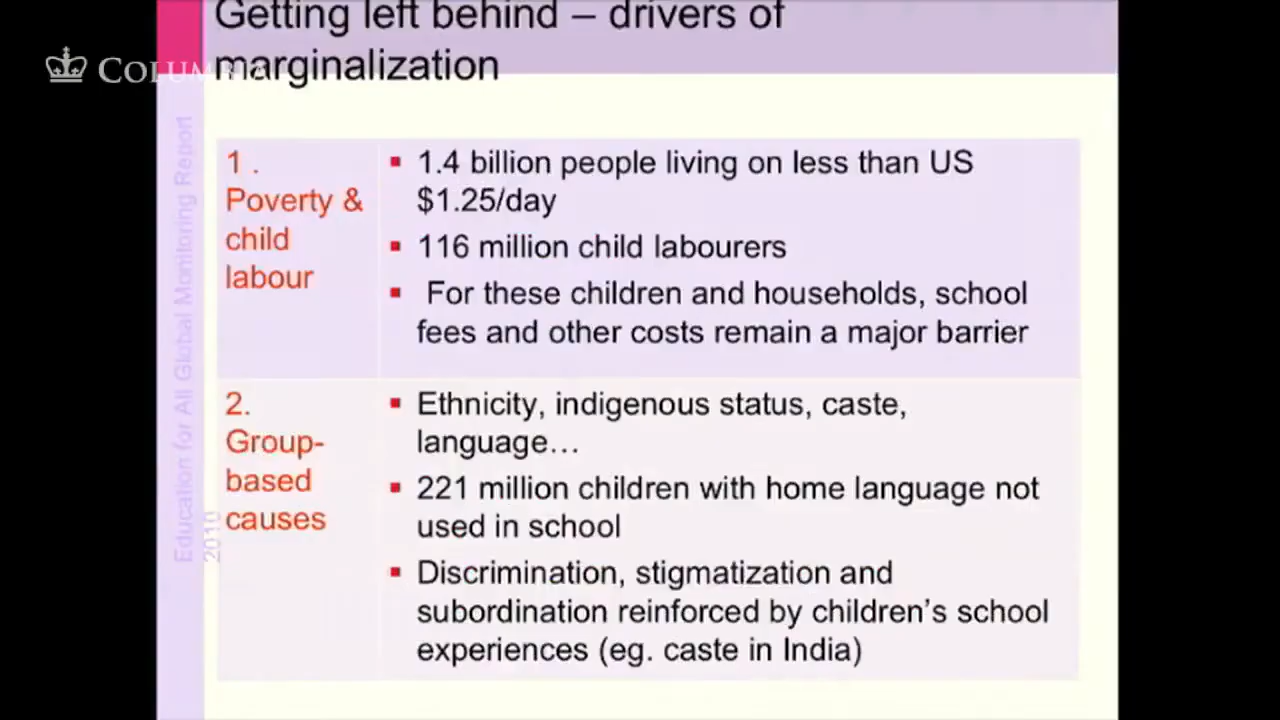 Getting left behind – drivers of
marginalization
COLUMBIA
Education for All Global Monitoring Report
2010
1 .
Poverty &
child
labour
▪ 1.4 billion people living on less than US
$1.25/day
▪ 116 million child labourers
▪ For these children and households, school
fees and other costs remain a major barrier
2.
Group-
based
causes
▪ Ethnicity, indigenous status, caste,
language…
▪ 221 million children with home language not
used in school
▪ Discrimination, stigmatization and
subordination reinforced by children’s school
experiences (eg. caste in India)